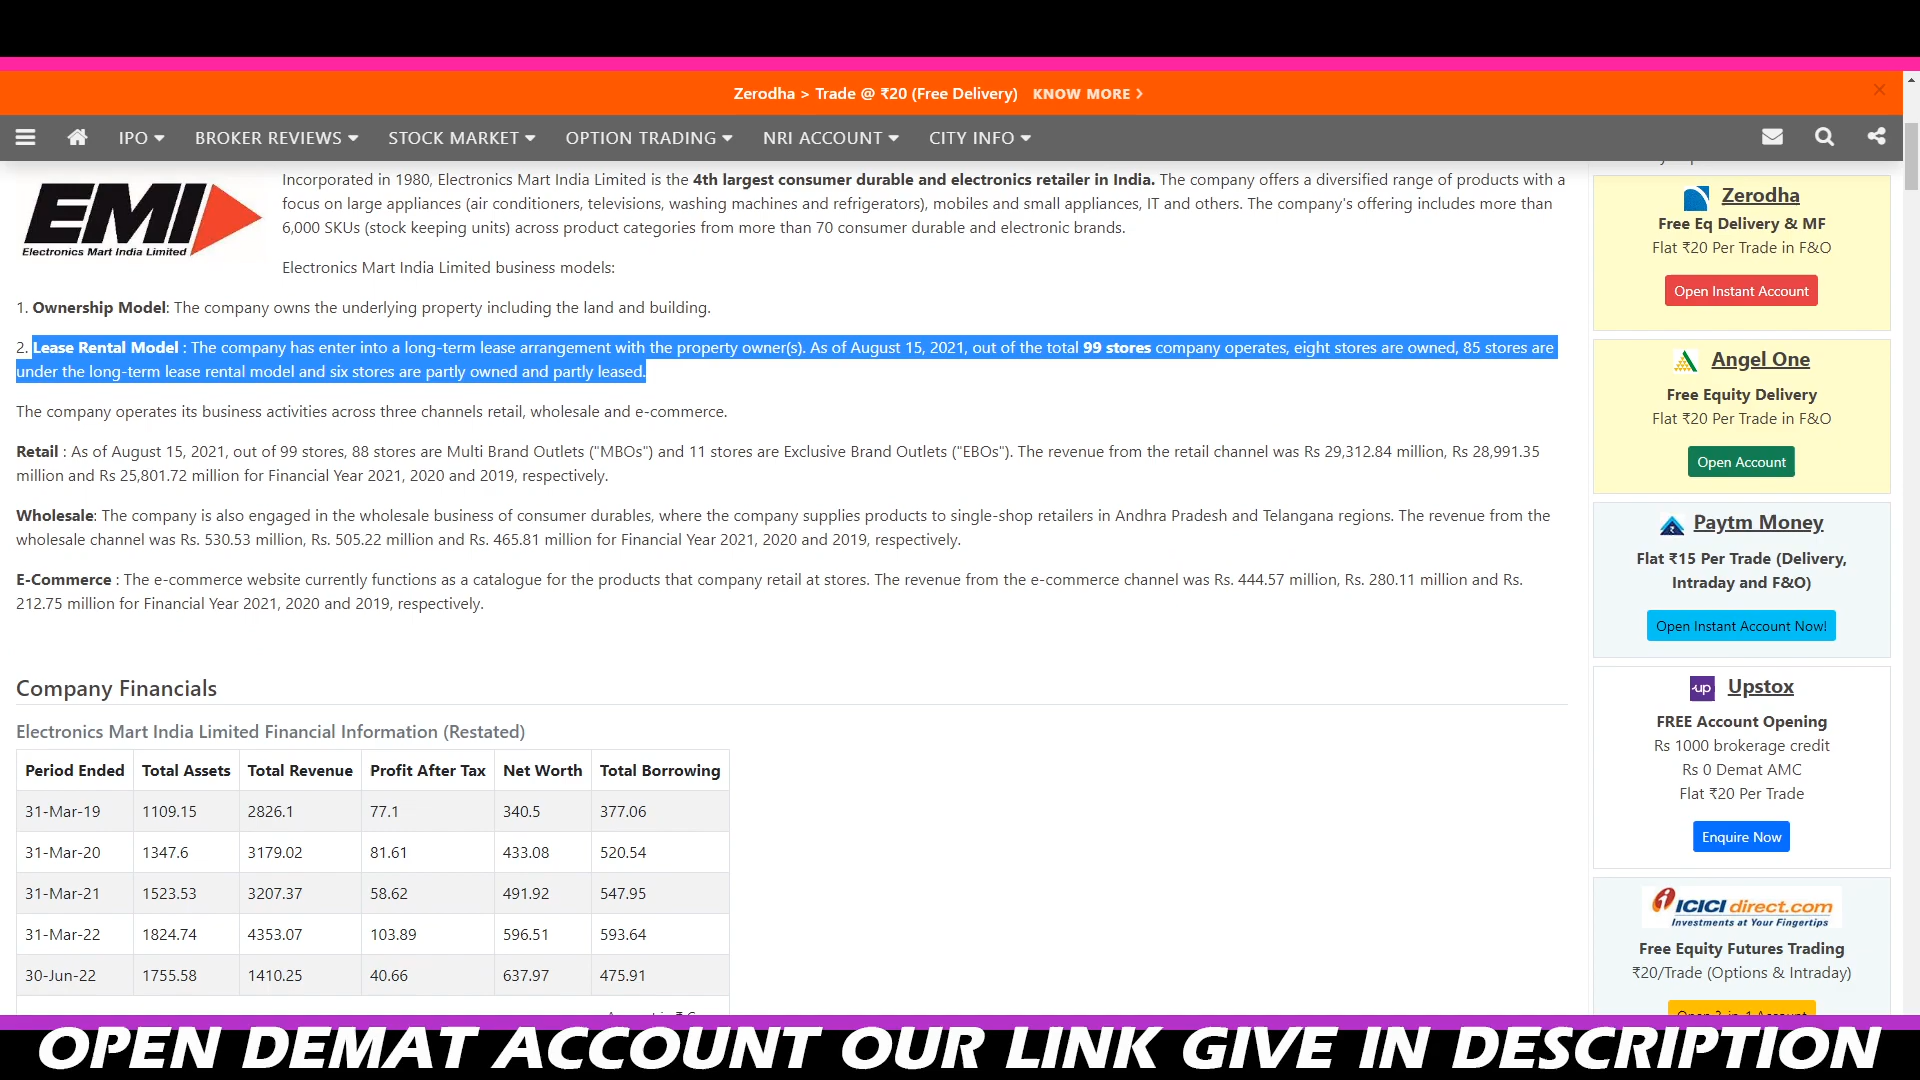 Zerodha > Trade @ ₹20 (Free Delivery) KNOW MORE
IPO BROKER REVIEWS STOCK MARKET OPTION TRADING NRI ACCOUNT CITY INFO
EMI
Electronics Mart India Limited
Incorporated in 1980, Electronics Mart India Limited is the 4th largest consumer durable and electronics retailer in India. The company offers a diversified range of products with a
focus on large appliances (air conditioners, televisions, washing machines and refrigerators), mobiles and small appliances, IT and others. The company's offering includes more than
6,000 SKUs (stock keeping units) across product categories from more than 70 consumer durable and electronic brands.
Electronics Mart India Limited business models:
1. Ownership Model: The company owns the underlying property including the land and building.
2. Lease Rental Model : The company has enter into a long-term lease arrangement with the property owner(s). As of August 15, 2021, out of the total 99 stores company operates, eight stores are owned, 85 stores are
under the long-term lease rental model and six stores are partly owned and partly leased.
The company operates its business activities across three channels retail, wholesale and e-commerce.
Retail : As of August 15, 2021, out of 99 stores, 88 stores are Multi Brand Outlets ("MBOs") and 11 stores are Exclusive Brand Outlets ("EBOs"). The revenue from the retail channel was Rs 29,312.84 million, Rs 28,991.35
million and Rs 25,801.72 million for Financial Year 2021, 2020 and 2019, respectively.
Wholesale: The company is also engaged in the wholesale business of consumer durables, where the company supplies products to single-shop retailers in Andhra Pradesh and Telangana regions. The revenue from the
wholesale channel was Rs. 530.53 million, Rs. 505.22 million and Rs. 465.81 million for Financial Year 2021, 2020 and 2019, respectively.
E-Commerce : The e-commerce website currently functions as a catalogue for the products that company retail at stores. The revenue from the e-commerce channel was Rs. 444.57 million, Rs. 280.11 million and Rs.
212.75 million for Financial Year 2021, 2020 and 2019, respectively.
Company Financials
Electronics Mart India Limited Financial Information (Restated)
Period Ended Total Assets Total Revenue Profit After Tax Net Worth Total Borrowing
31-Mar-19 1109.15 2826.1 77.1 340.5 377.06
31-Mar-20 1347.6 3179.02 81.61 433.08 520.54
31-Mar-21 1523.53 3207.37 58.62 491.92 547.95
31-Mar-22 1824.74 4353.07 103.89 596.51 593.64
30-Jun-22 1755.58 1410.25 40.66 637.97 475.91
Zerodha
Free Eq Delivery & MF
Flat ₹20 Per Trade in F&O
Open Instant Account
Angel One
Free Equity Delivery
Flat ₹20 Per Trade in F&O
Open Account
Paytm Money
Flat ₹15 Per Trade (Delivery,
Intraday and F&O)
Open Instant Account Now!
up Upstox
FREE Account Opening
Rs 1000 brokerage credit
Rs 0 Demat AMC
Flat ₹20 Per Trade
Enquire Now
ICICI direct.com
Investments at Your Fingertips
Free Equity Futures Trading
₹20/Trade (Options & Intraday)
OPEN DEMAT ACCOUNT OUR LINK GIVE IN DESCRIPTION